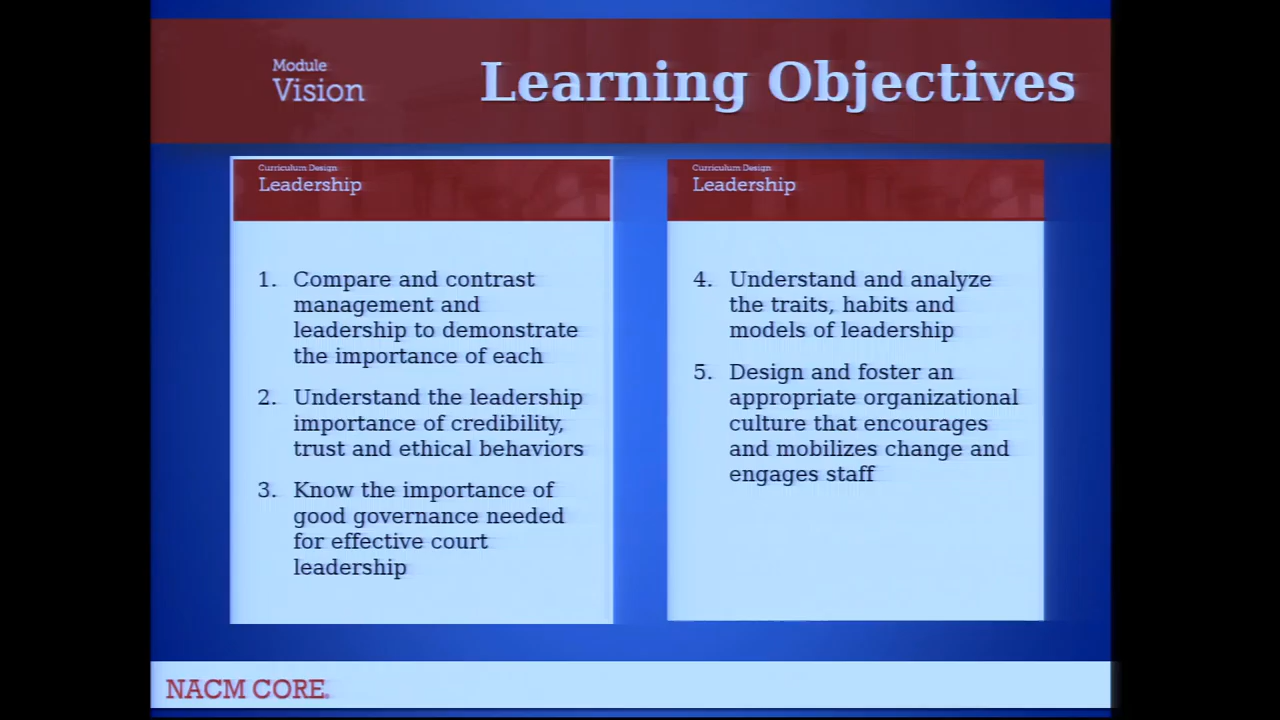 Module
Vision
Learning Objectives
Curriculum Design
Leadership
1. Compare and contrast
management and
leadership to demonstrate
the importance of each
2. Understand the leadership
importance of credibility,
trust and ethical behaviors
3. Know the importance of
good governance needed
for effective court
leadership
Curriculum Design
Leadership
4. Understand and analyze
the traits, habits and
models of leadership
5. Design and foster an
appropriate organizational
culture that encourages
and mobilizes change and
engages staff
NACM CORE®